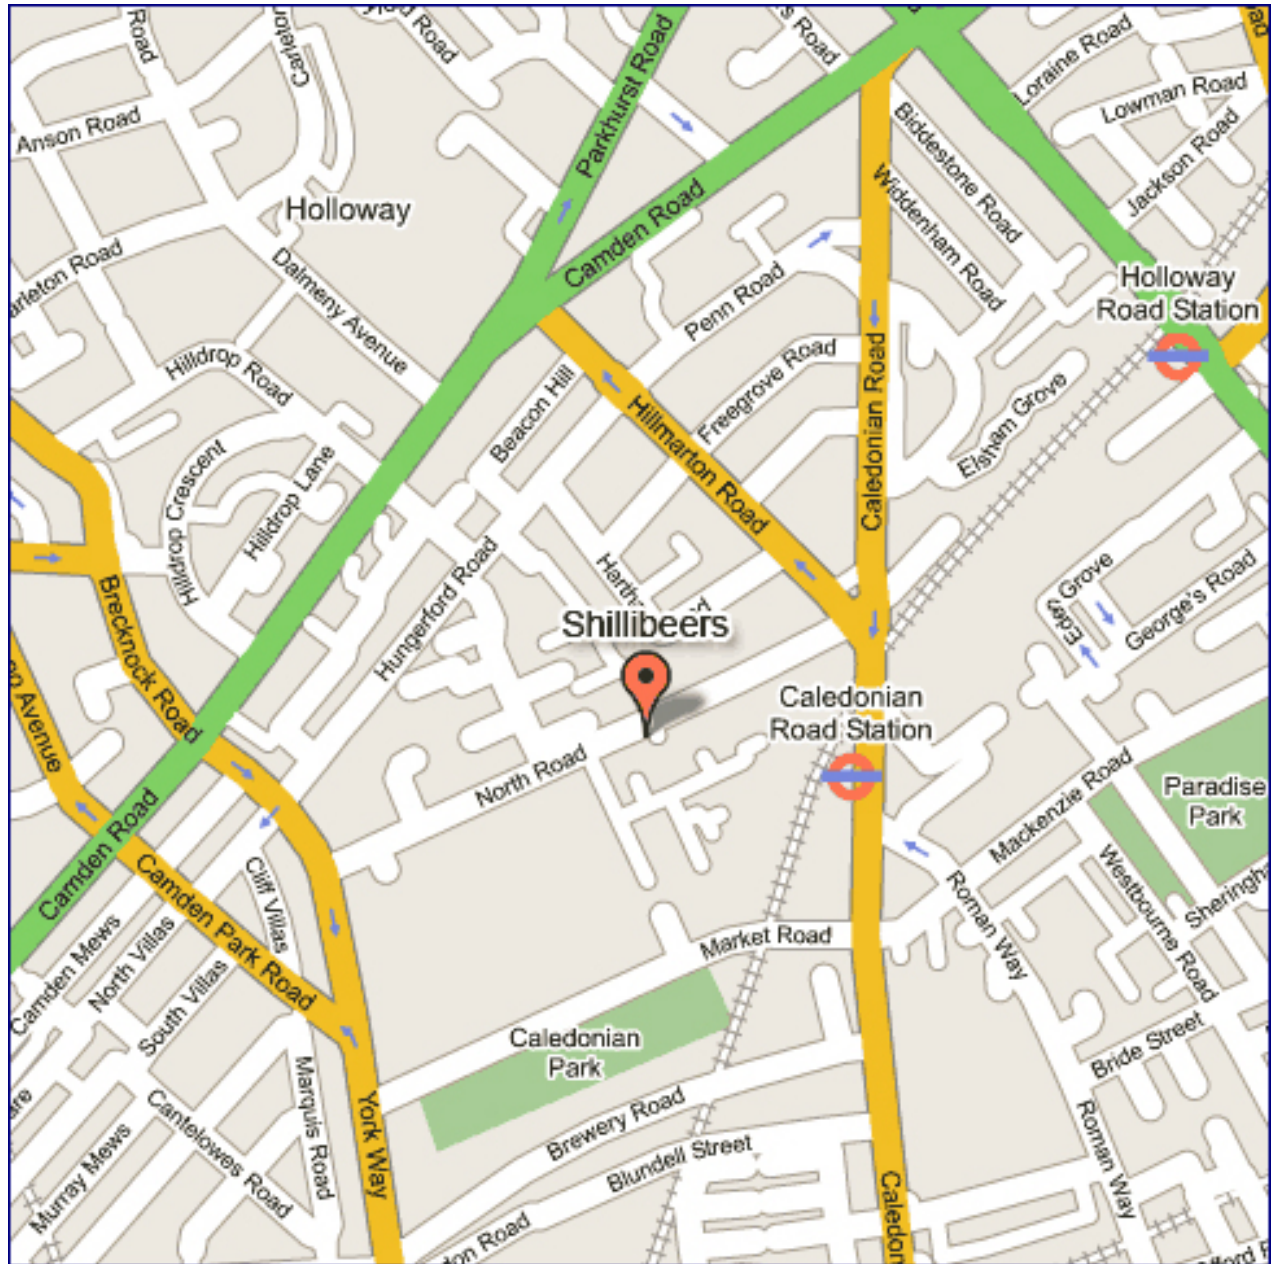 Road
Carleton
Road
Road
Parkhurst Road
Loraine Road
Lowman Road
Anson Road
Biddestone Road
Jackson Road
Holloway
Camden Road
Widdenham Road
Carleton Road
Dalmeny Avenue
Penn Road
Holloway
Road Station
Hilldrop Road
Freegrove Road
Caledonian Road
Beacon Hill
Hillmarton Road
Elsham Grove
Hilldrop Crescent
Hilldrop Lane
Hungerford Road
Eden Grove
George's Road
Brecknock Road
Shillibeers
Avenue
Caledonian
Road Station
North Road
Mackenzie Road
Paradise
Park
Camden Road
Camden Park Road
Cliff Villas
Roman Way
Westbourne Road
Market Road
Camden Mews
North Villas
South Villas
Caledonian
Park
Bride Street
Marquis Road
York Way
Brewery Road
Blundell Street
Cantelowes Road
Murray Mews
Roman Way
Road